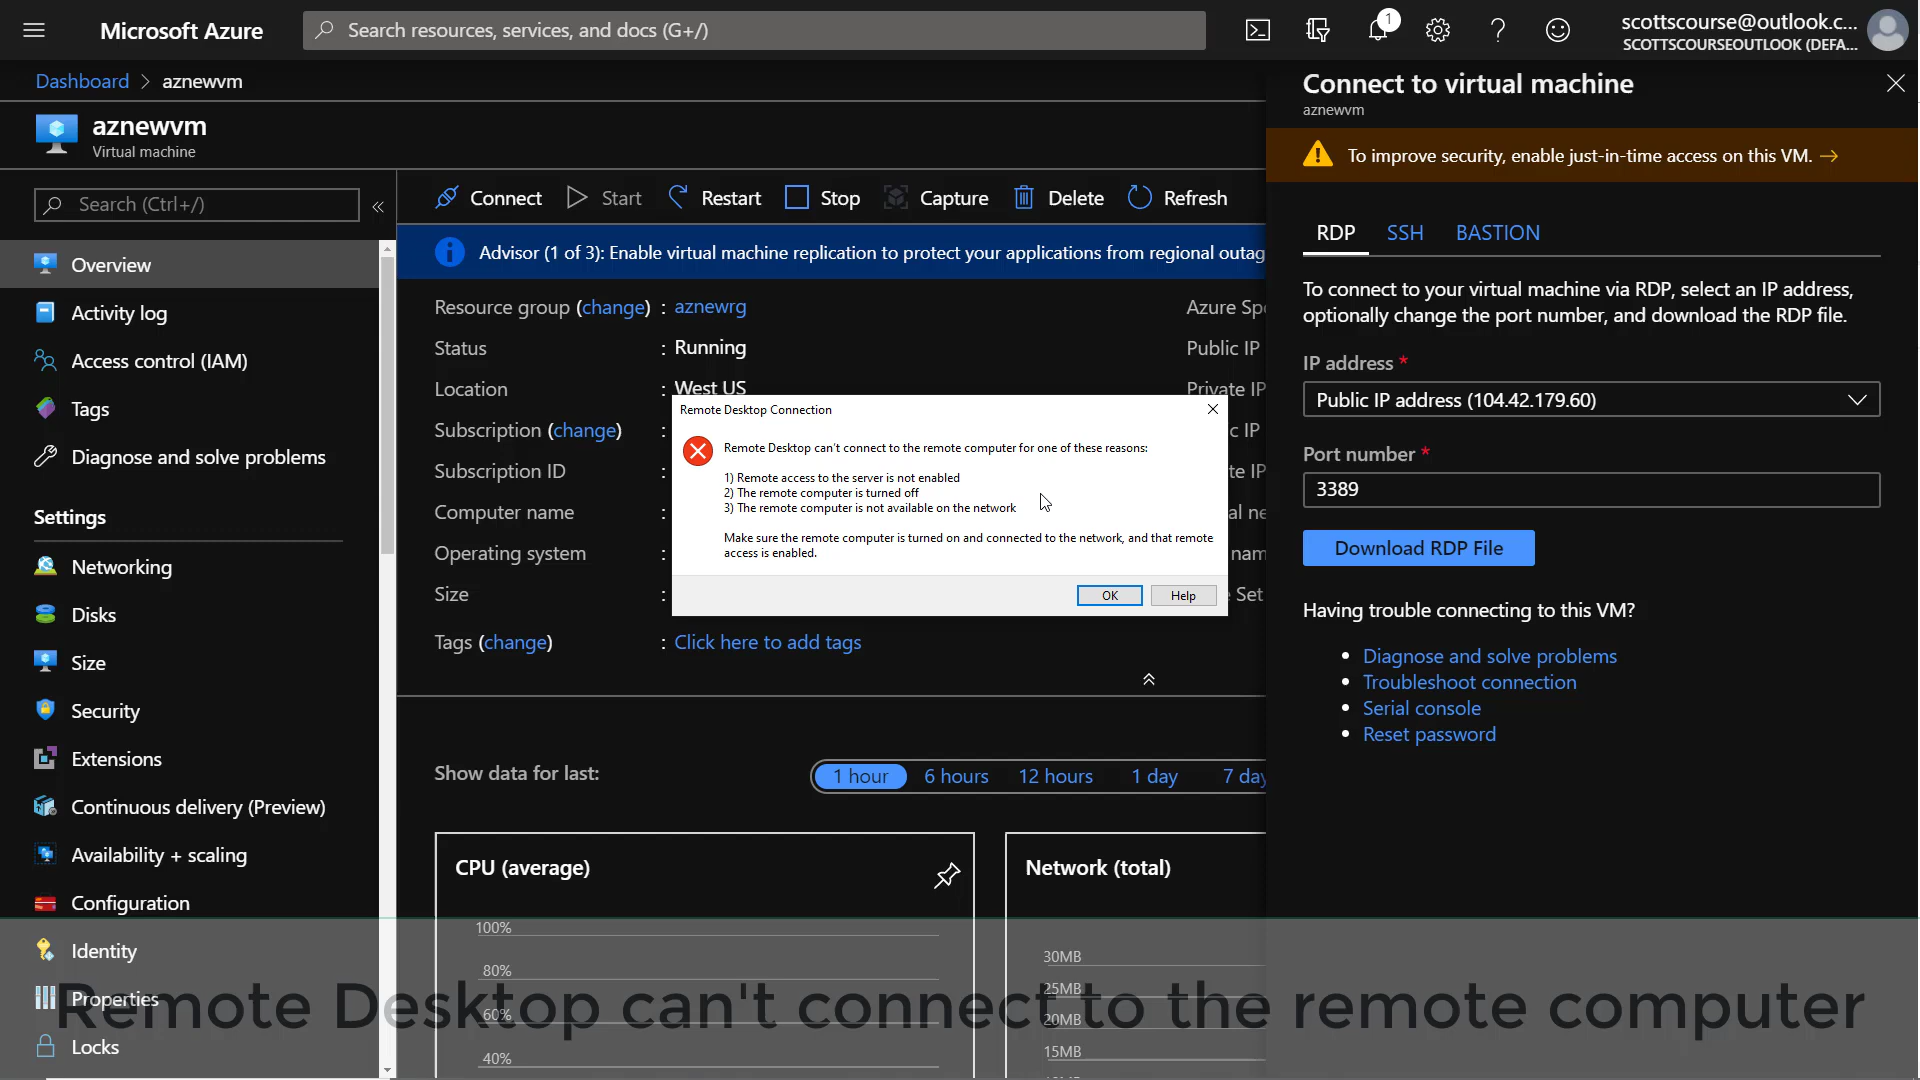 Microsoft Azure
Search resources, services, and docs (G+/)
1
scottscourse@outlook.c...
SCOTTSCOURSEOUTLOOK (DEFA...
Dashboard > aznewvm
aznewvm
Virtual machine
Search (Ctrl+/)
«
Overview
Activity log
Access control (IAM)
Tags
Diagnose and solve problems
Settings
Networking
Disks
Size
Security
Extensions
Continuous delivery (Preview)
Availability + scaling
Configuration
Identity
Properties
Locks
Connect
Start
Restart
Stop
Capture
Delete
Refresh
Advisor (1 of 3): Enable virtual machine replication to protect your applications from regional outag
Resource group (change) : aznewrg
Status : Running
Location : West US
Subscription (change) :
Subscription ID :
Computer name :
Operating system :
Size :
Tags (change) : Click here to add tags
Azure Spo
Public IP
Private IP
c IP
te IP
al ne
nam
Set
Remote Desktop Connection
Remote Desktop can't connect to the remote computer for one of these reasons:
1) Remote access to the server is not enabled
2) The remote computer is turned off
3) The remote computer is not available on the network
Make sure the remote computer is turned on and connected to the network, and that remote
access is enabled.
OK
Help
Show data for last:
1 hour
6 hours
12 hours
1 day
7 day
CPU (average)
100%
80%
60%
40%
Network (total)
30MB
25MB
20MB
15MB
Connect to virtual machine
aznewvm
To improve security, enable just-in-time access on this VM. →
RDP
SSH
BASTION
To connect to your virtual machine via RDP, select an IP address,
optionally change the port number, and download the RDP file.
IP address *
Public IP address (104.42.179.60)
Port number *
3389
Download RDP File
Having trouble connecting to this VM?
• Diagnose and solve problems
• Troubleshoot connection
• Serial console
• Reset password
Remote Desktop can't connect to the remote computer